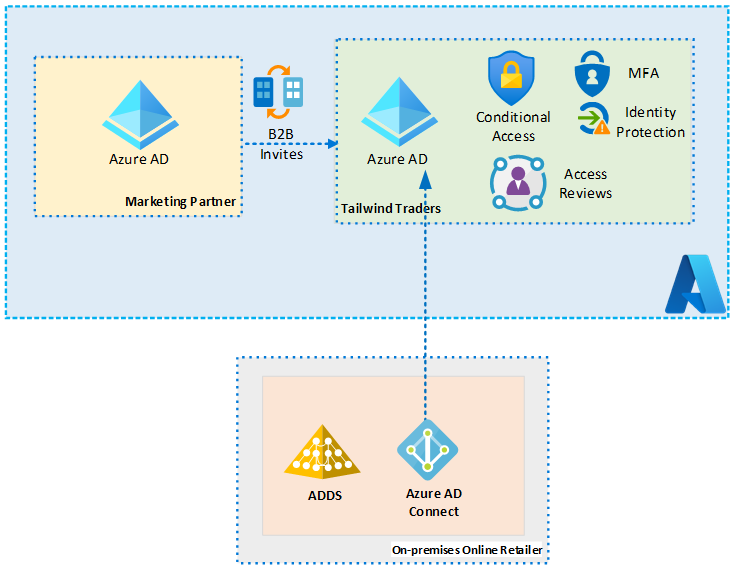 Azure AD
Marketing Partner
B2B
Invites
Azure AD
Tailwind Traders
Conditional
Access
MFA
Identity
Protection
Access
Reviews
ADDS
Azure AD
Connect
On-premises Online Retailer